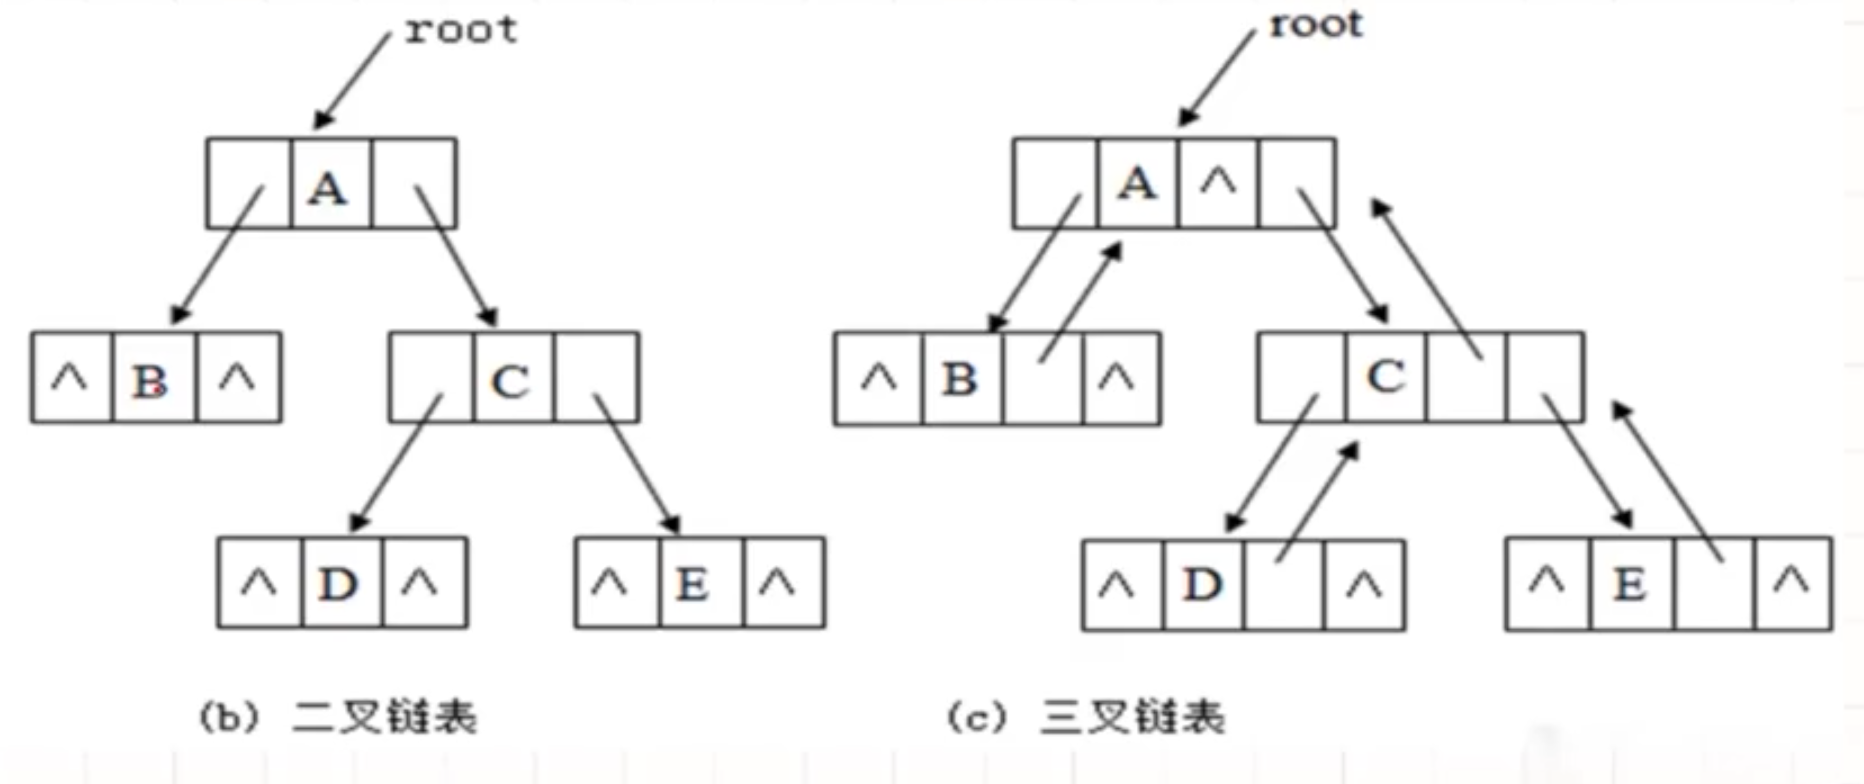 root root
A A ^
^ B ^ C ^ B ^ C
^ D ^ ^ E ^ ^ D ^ ^ E ^
(b) 二叉链表 (c) 三叉链表